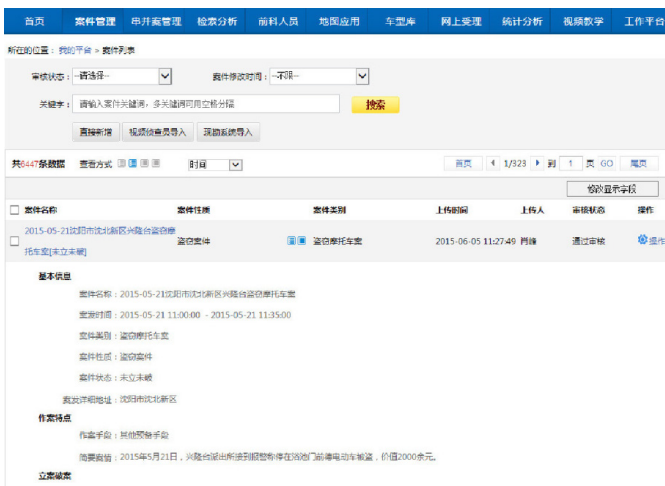 首页 案件管理 串并案管理 检索分析 前科人员 地图应用 车型库 网上受理 统计分析 视频教学 工作平台
所在的位置：我的平台 > 案件列表
审核状态：--请选择-- 案件修改时间：--不限--
关键字：请输入案件关键词，多关键词可用空格分隔 搜索
直接新增 视频侦查员导入 现勘系统导入
共6447条数据 查看方式 时间 首页 1/323 到 1 页 GO 尾页
修改显示字段
案件名称 案件性质 案件类别 上传时间 上传人 审核状态 操作
2015-05-21沈阳市沈北新区兴隆台盗窃摩
托车案[未立未破] 盗窃案件 盗窃摩托车案 2015-06-05 11:27:49 肖峰 通过审核 操作
基本信息
案件名称：2015-05-21沈阳市沈北新区兴隆台盗窃摩托车案
案发时间：2015-05-21 11:00:00 - 2015-05-21 11:35:00
案件类别：盗窃摩托车案
案件性质：盗窃案件
案件状态：未立未破
案发详细地址：沈阳市沈北新区
作案特点
作案手段：其他预备手段
简要案情：2015年5月21日，兴隆台派出所接到报警称停在浴池门前的电动车被盗，价值2000余元。
立案破案